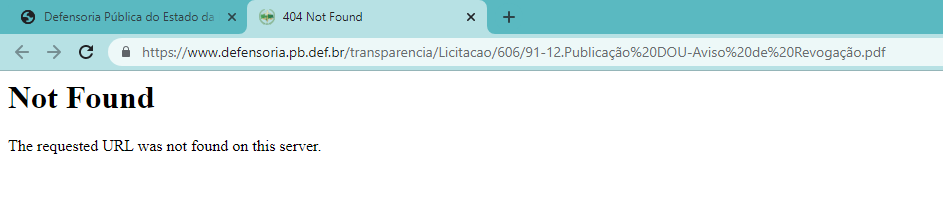 Defensoria Pública do Estado da
404 Not Found
https://www.defensoria.pb.def.br/transparencia/Licitacao/606/91-12.Publicação%20DOU-Aviso%20de%20Revogação.pdf
Not Found
The requested URL was not found on this server.